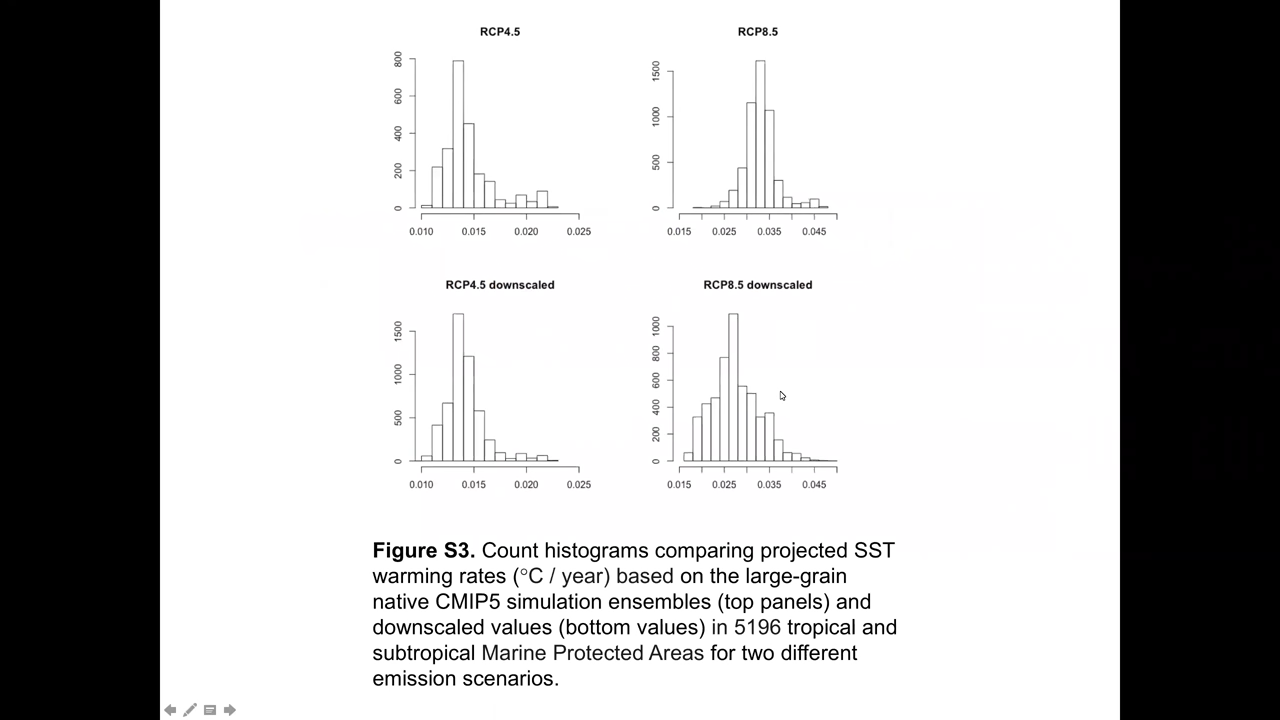 RCP4.5
800
600
400
200
0
0.010 0.015 0.020 0.025
RCP8.5
1500
1000
500
0
0.015 0.025 0.035 0.045
RCP4.5 downscaled
1500
1000
500
0
0.010 0.015 0.020 0.025
RCP8.5 downscaled
1000
800
600
400
200
0
0.015 0.025 0.035 0.045
Figure S3. Count histograms comparing projected SST
warming rates (°C / year) based on the large-grain
native CMIP5 simulation ensembles (top panels) and
downscaled values (bottom values) in 5196 tropical and
subtropical Marine Protected Areas for two different
emission scenarios.